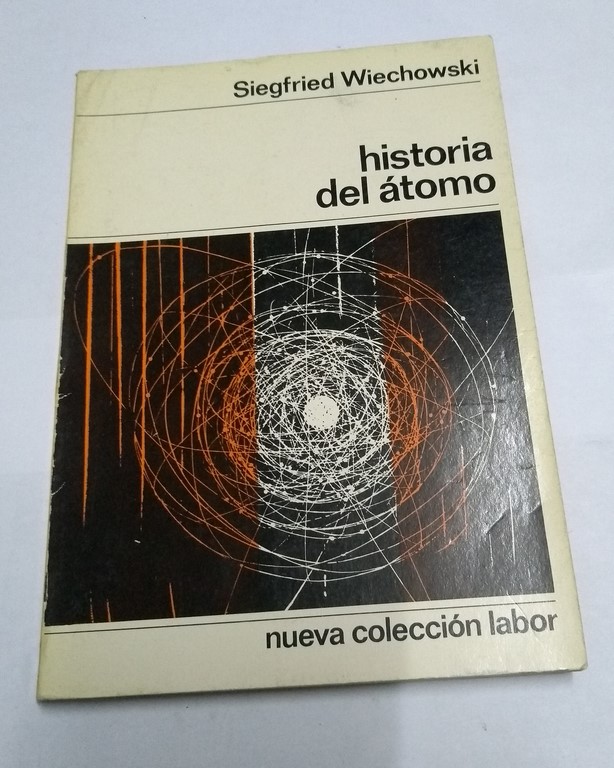 Siegfried Wiechowski
historia
del átomo
nueva colección labor